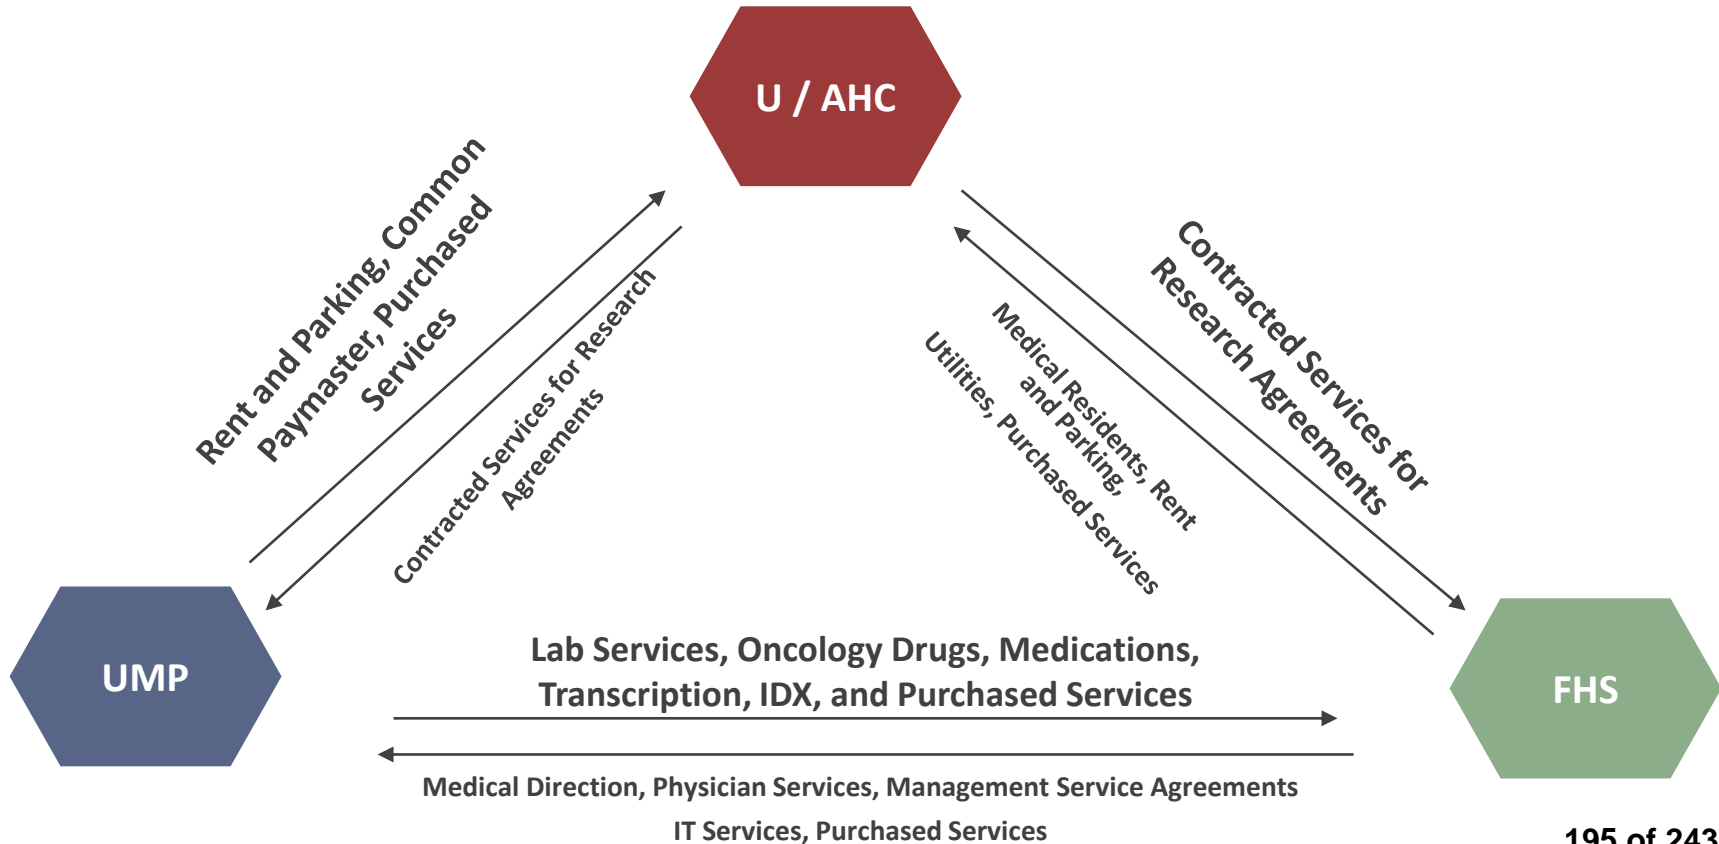 U / AHC
Rent and Parking, Common
Paymaster, Purchased
Services
Contracted Services for Research
Agreements
Contracted Services for
Research Agreements
Medical Residents, Rent
and Parking,
Utilities, Purchased Services
UMP
Lab Services, Oncology Drugs, Medications,
Transcription, IDX, and Purchased Services
FHS
Medical Direction, Physician Services, Management Service Agreements
IT Services, Purchased Services
195 of 243